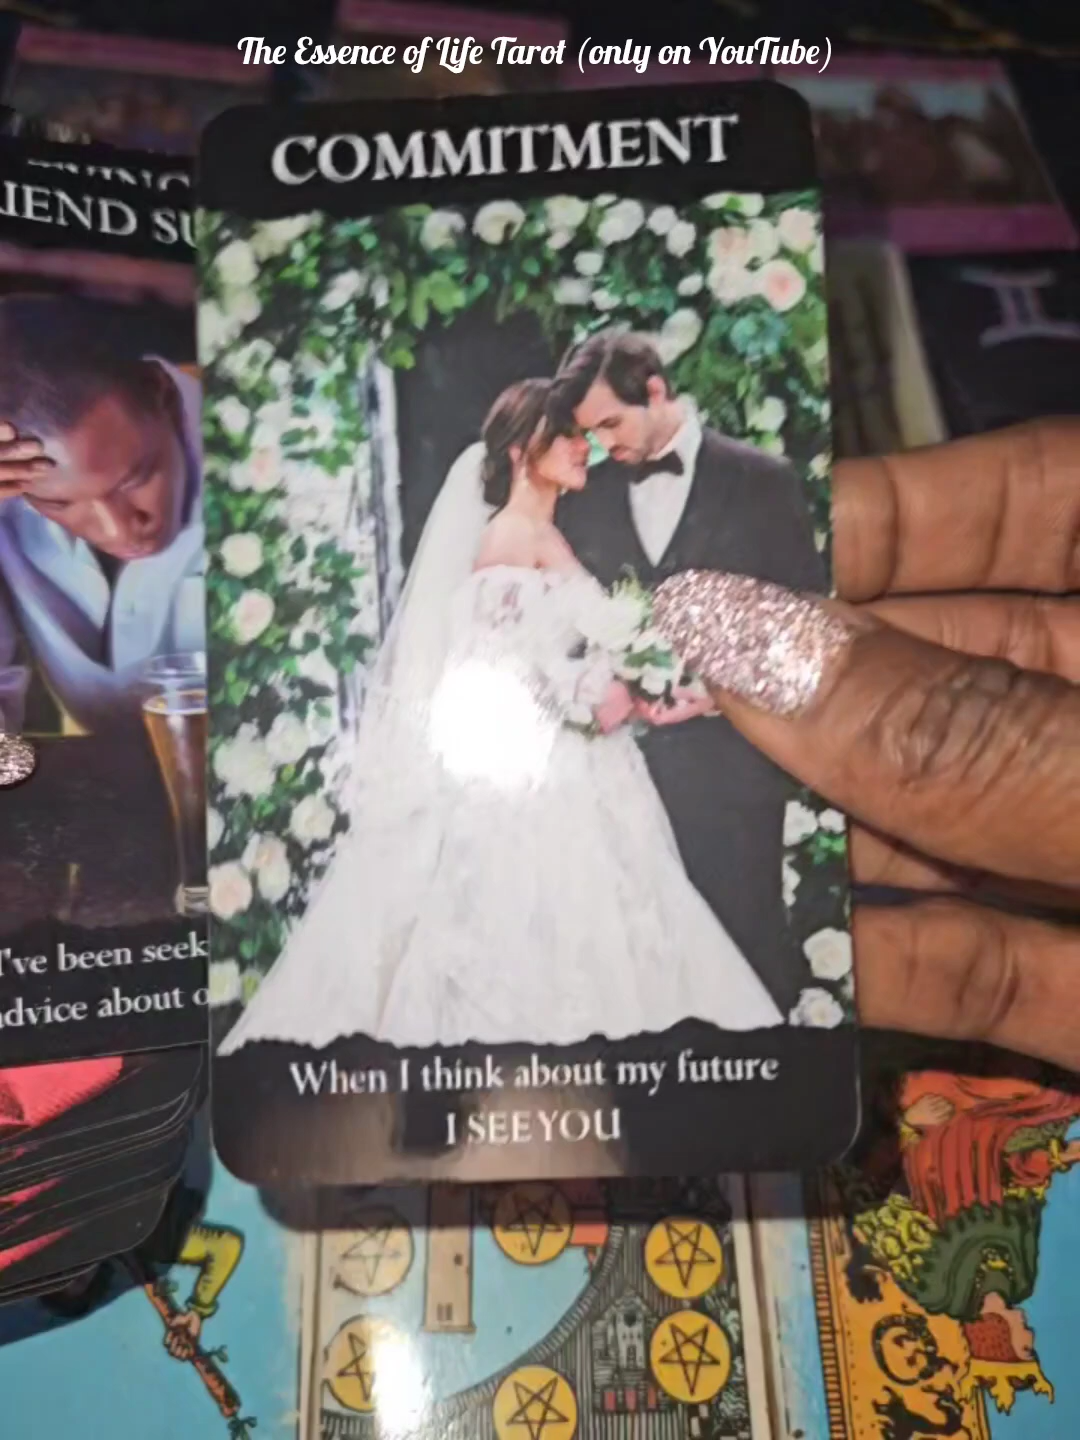 The Essence of Life Tarot (only on YouTube)
COMMITMENT
IEND SU
I've been seek
advice about o
When I think about my future
I SEE YOU